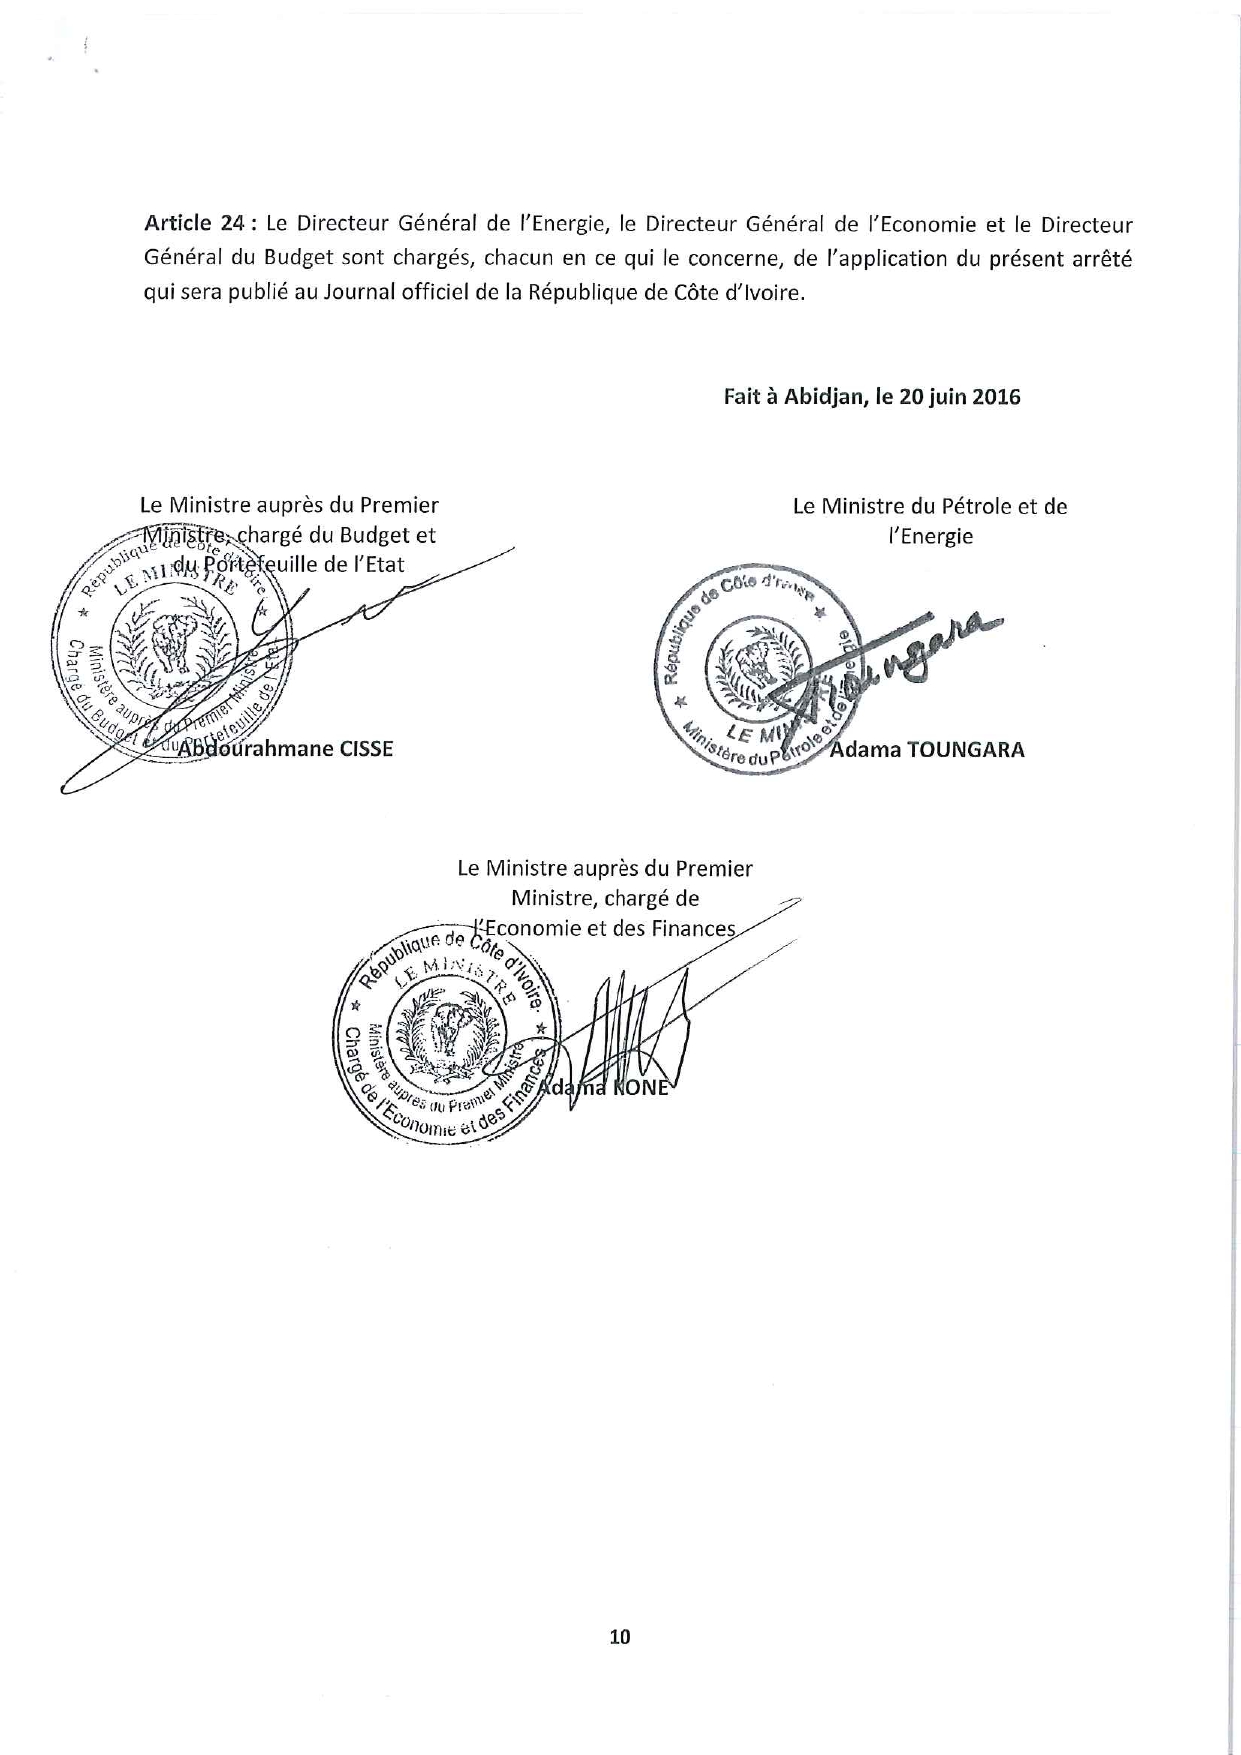 Article 24 : Le Directeur Général de l'Energie, le Directeur Général de l'Economie et le Directeur
Général du Budget sont chargés, chacun en ce qui le concerne, de l'application du présent arrêté
qui sera publié au Journal officiel de la République de Côte d'Ivoire.
Fait à Abidjan, le 20 juin 2016
Le Ministre auprès du Premier
Ministre, chargé du Budget et
du Portefeuille de l'Etat
République de Côte d'Ivoire
LE MINISTRE
Ministère auprès du Premier Ministre
Chargé du Budget et du Portefeuille de l'Etat
Abdourahmane CISSE
Le Ministre du Pétrole et de
l'Energie
République de Côte d'Ivoire
Ministère du Pétrole et de
LE
Toungara
Adama TOUNGARA
Le Ministre auprès du Premier
Ministre, chargé de
l'Economie et des Finances
République de Côte d'Ivoire
LE MINISTRE
Ministère auprès du Premier Ministre
Chargé de l'Economie et des Finances
Adama KONE
10